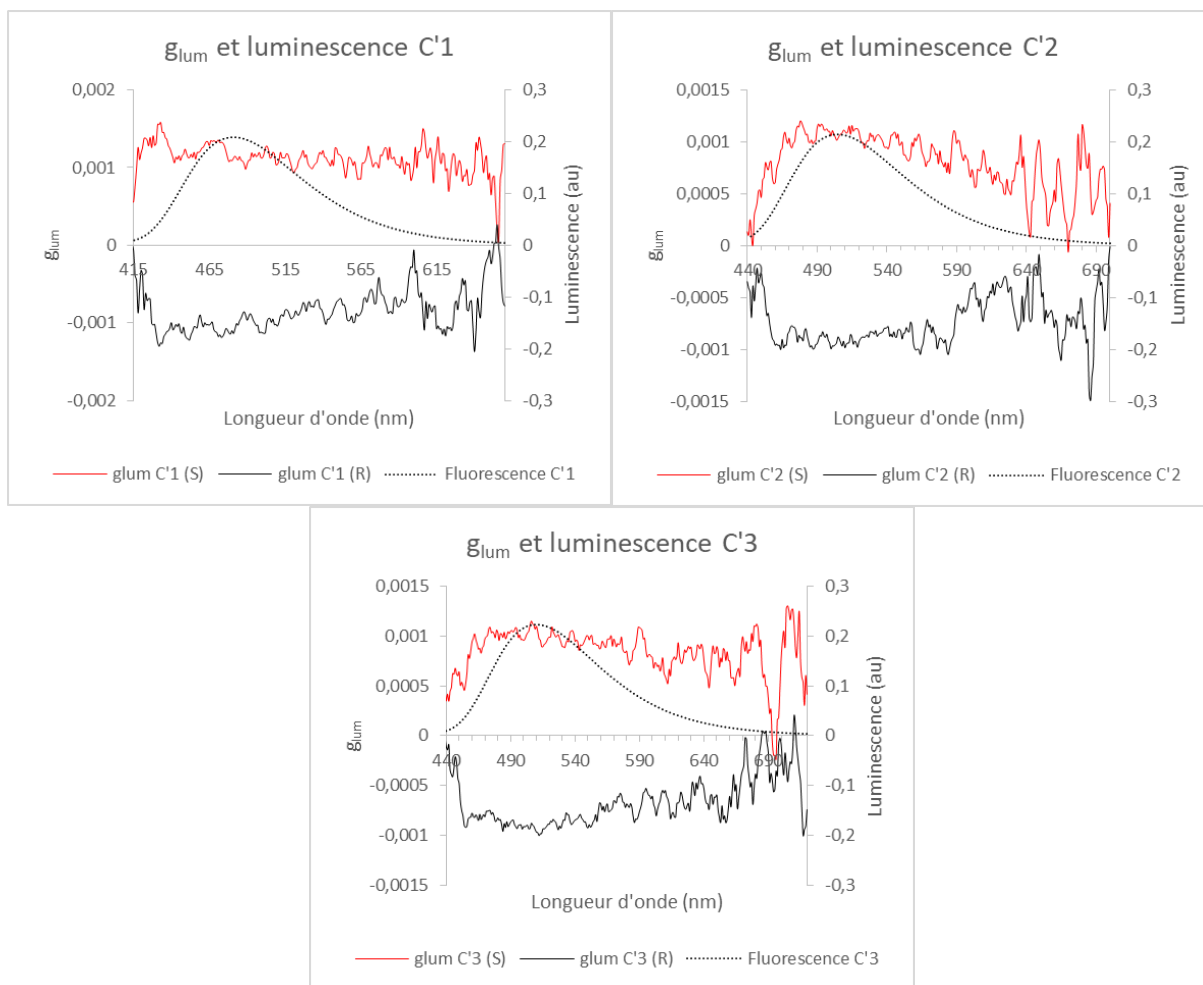 g_lum et luminescence C'1
0,002
0,001
0
-0,001
-0,002
0,3
0,2
0,1
0
-0,1
-0,2
-0,3
415 465 515 565 615
g_lum
Luminescence (au)
Longueur d'onde (nm)
glum C'1 (S) glum C'1 (R) Fluorescence C'1
g_lum et luminescence C'2
0,0015
0,001
0,0005
0
-0,0005
-0,001
-0,0015
0,3
0,2
0,1
0
-0,1
-0,2
-0,3
440 490 540 590 640 690
g_lum
Luminescence (au)
Longueur d'onde (nm)
glum C'2 (S) glum C'2 (R) Fluorescence C'2
g_lum et luminescence C'3
0,0015
0,001
0,0005
0
-0,0005
-0,001
-0,0015
0,3
0,2
0,1
0
-0,1
-0,2
-0,3
440 490 540 590 640 690
g_lum
Luminescence (au)
Longueur d'onde (nm)
glum C'3 (S) glum C'3 (R) Fluorescence C'3